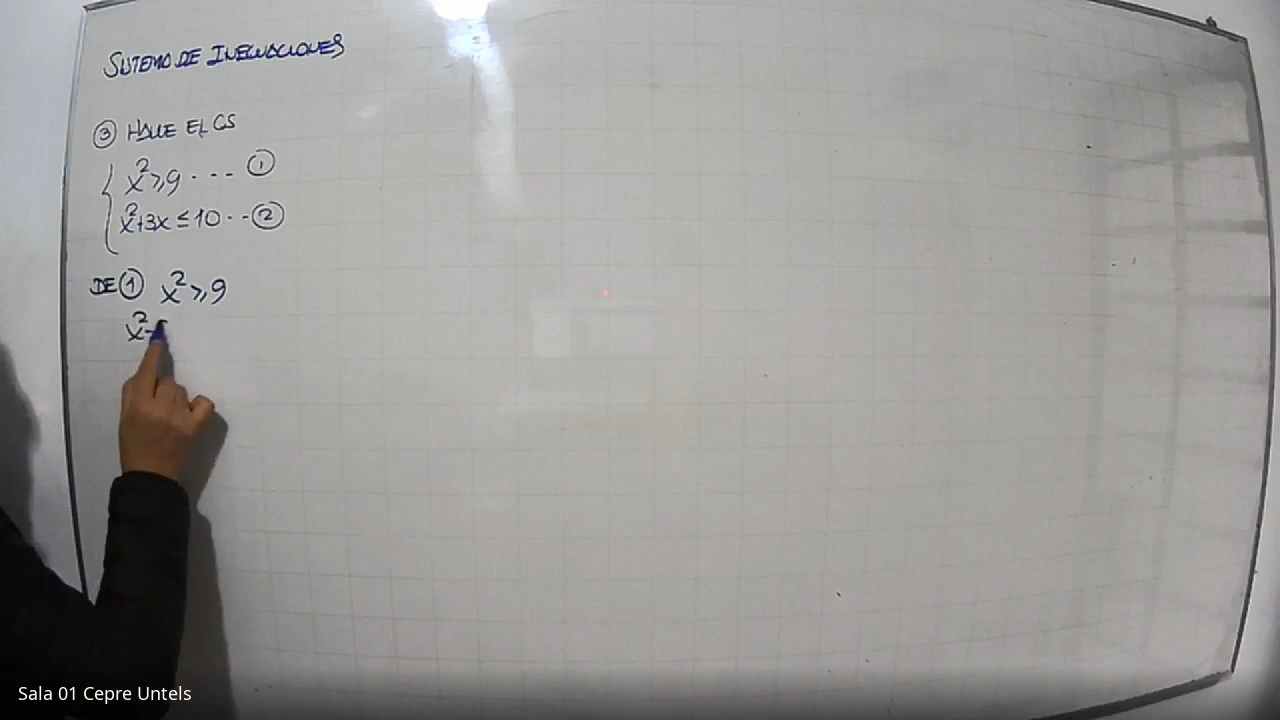 SISTEMA DE INECUACIONES
③ HALLE EL CS
x² ≥ 9 .... ①
x²+3x ≤ 10 .. ②
DE ① x² ≥ 9
x² -
Sala 01 Cepre Untels